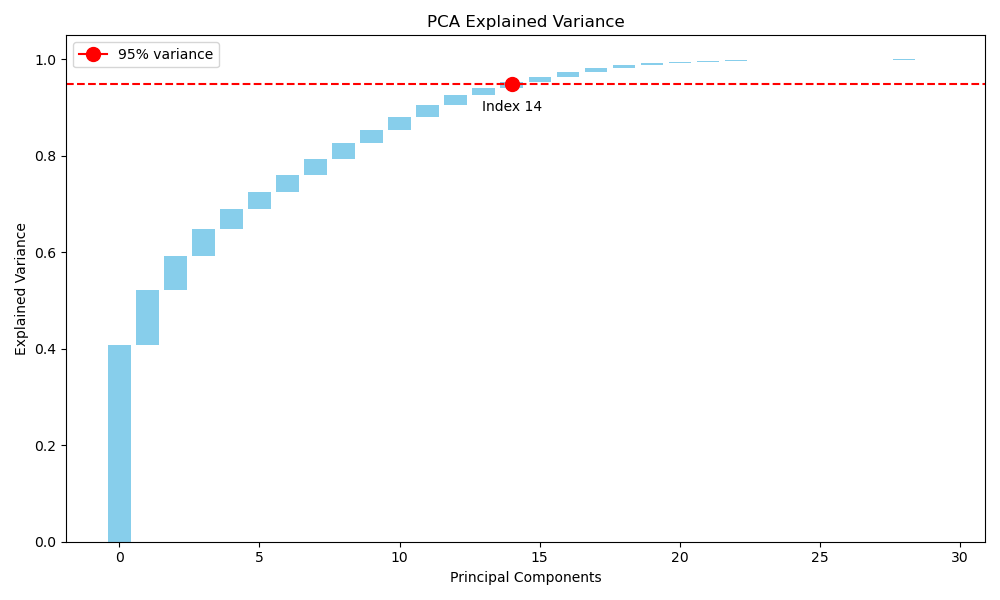 PCA Explained Variance
95% variance
Index 14
Explained Variance
1.0
0.8
0.6
0.4
0.2
0.0
0 5 10 15 20 25 30
Principal Components